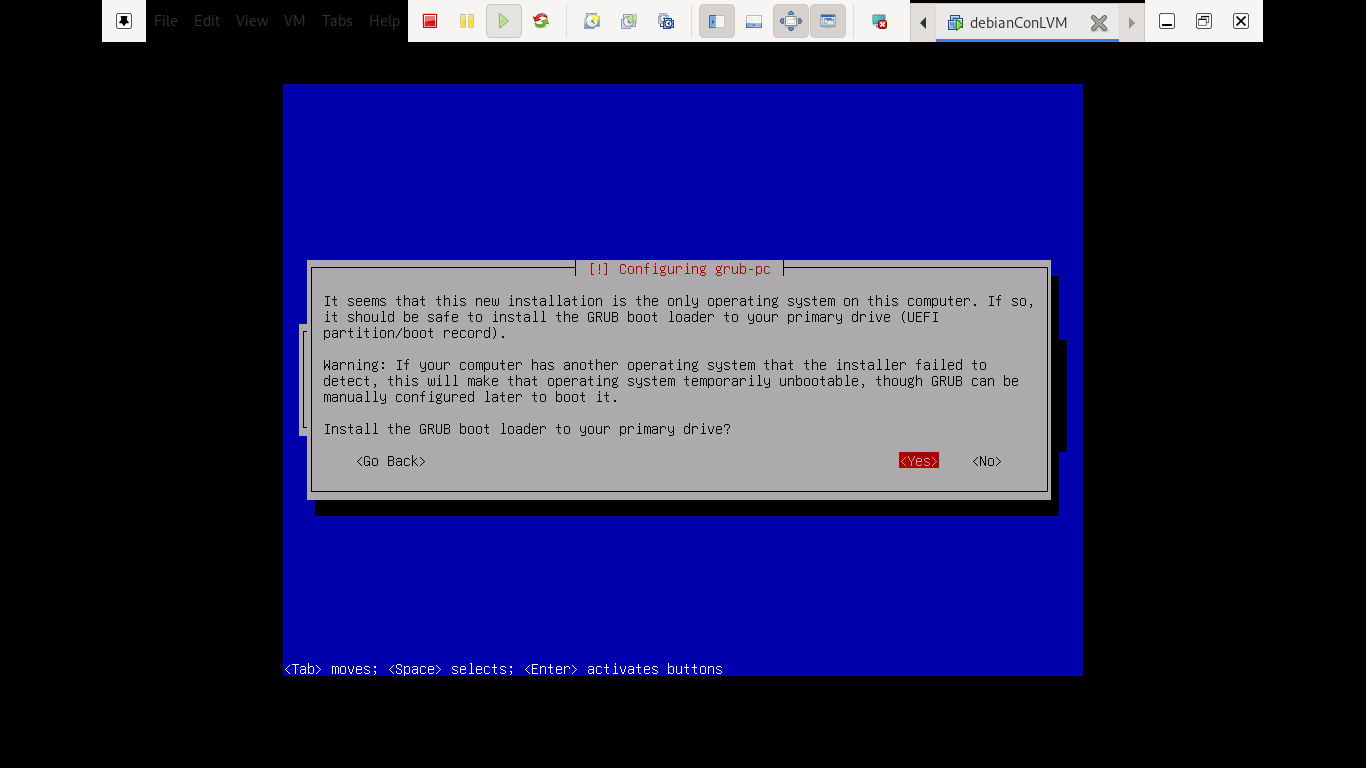 File Edit View VM Tabs Help
debianConLVM
[!] Configuring grub-pc
It seems that this new installation is the only operating system on this computer. If so,
it should be safe to install the GRUB boot loader to your primary drive (UEFI
partition/boot record).
Warning: If your computer has another operating system that the installer failed to
detect, this will make that operating system temporarily unbootable, though GRUB can be
manually configured later to boot it.
Install the GRUB boot loader to your primary drive?
<Go Back> <Yes> <No>
<Tab> moves; <Space> selects; <Enter> activates buttons